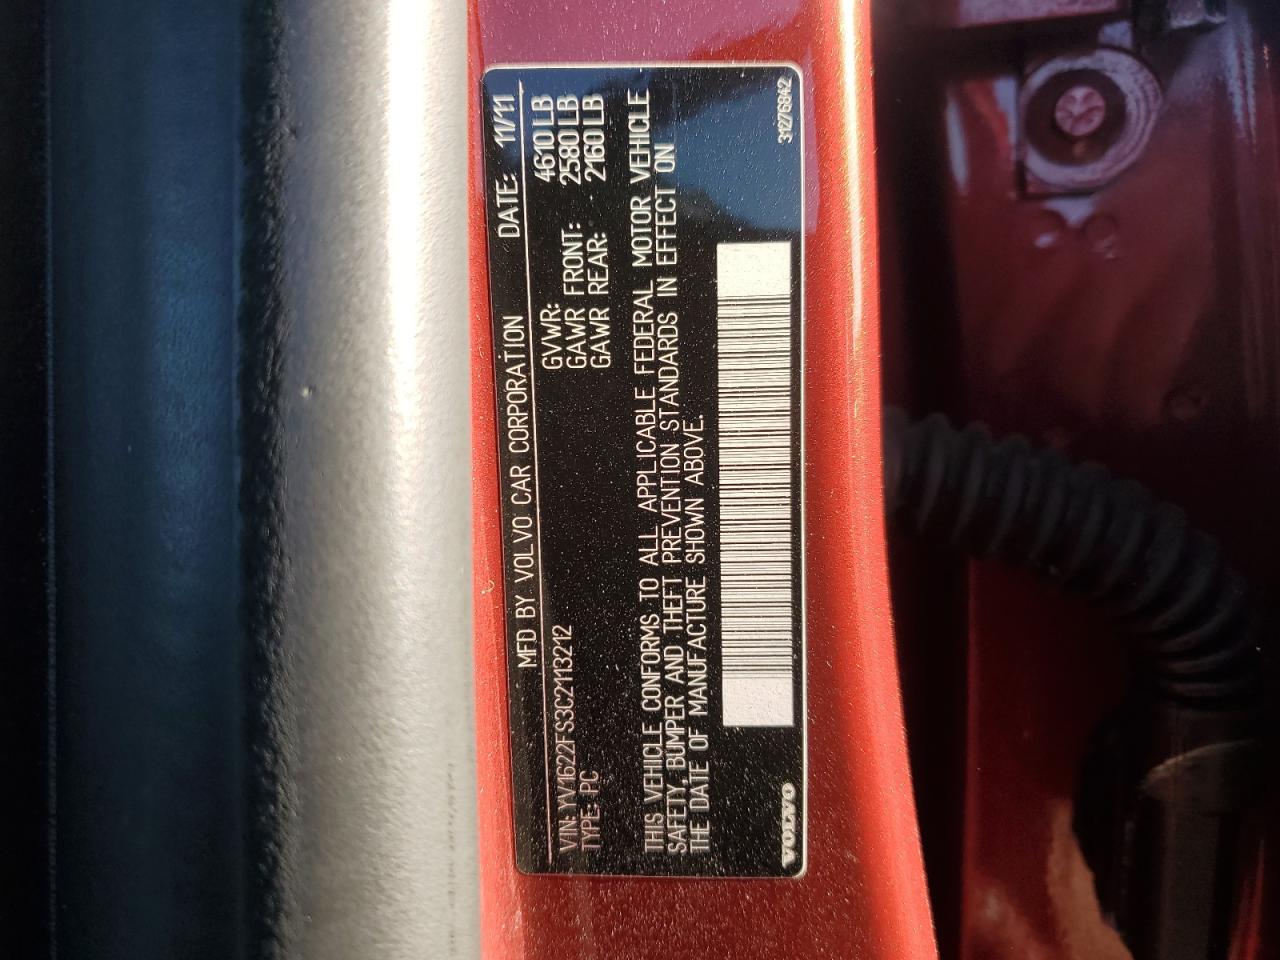 MFD BY VOLVO CAR CORPORATION DATE: 11/11
VIN: YV1622FS3C2113212 GVWR: 4610 LB
TYPE: PC GAWR FRONT: 2580 LB
GAWR REAR: 2160 LB
THIS VEHICLE CONFORMS TO ALL APPLICABLE FEDERAL MOTOR VEHICLE
SAFETY, BUMPER AND THEFT PREVENTION STANDARDS IN EFFECT ON
THE DATE OF MANUFACTURE SHOWN ABOVE.
VOLVO 31276842